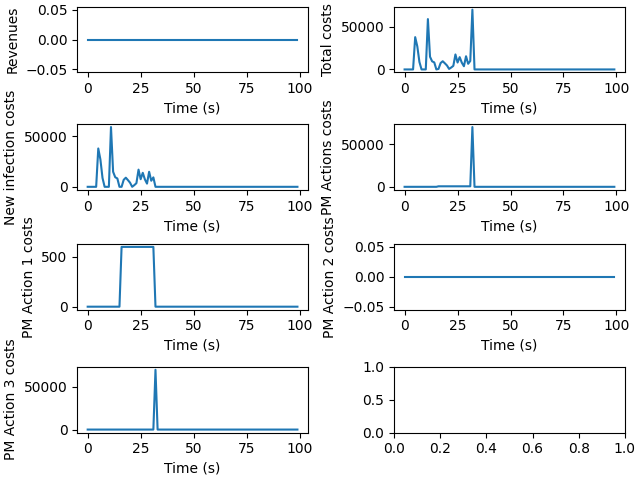 Revenues
0.05
0.00
−0.05
0 25 50 75 100
Time (s)
Total costs
50000
0
0 25 50 75 100
Time (s)
New infection costs
50000
0
0 25 50 75 100
Time (s)
PM Actions costs
50000
0
0 25 50 75 100
Time (s)
PM Action 1 costs
500
0
0 25 50 75 100
Time (s)
PM Action 2 costs
0.05
0.00
−0.05
0 25 50 75 100
Time (s)
PM Action 3 costs
50000
0
0 25 50 75 100
Time (s)
1.0
0.5
0.0
0.0 0.2 0.4 0.6 0.8 1.0